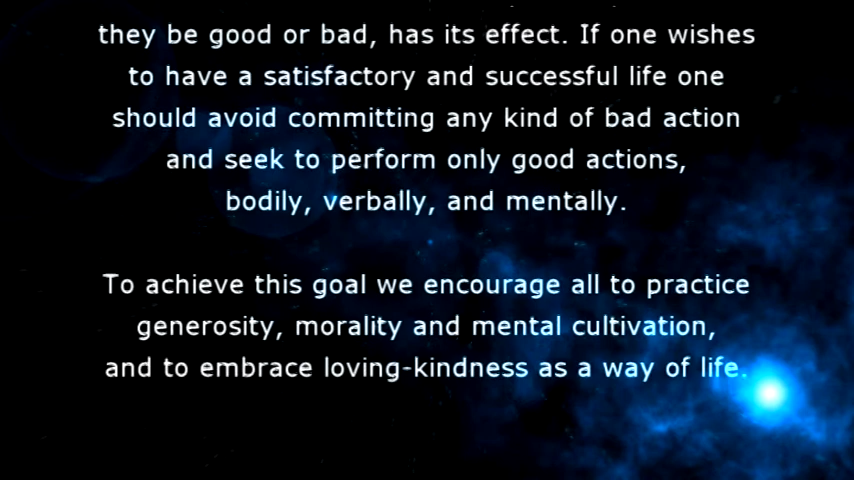 they be good or bad, has its effect. If one wishes
to have a satisfactory and successful life one
should avoid committing any kind of bad action
and seek to perform only good actions,
bodily, verbally, and mentally.
To achieve this goal we encourage all to practice
generosity, morality and mental cultivation,
and to embrace loving-kindness as a way of life.